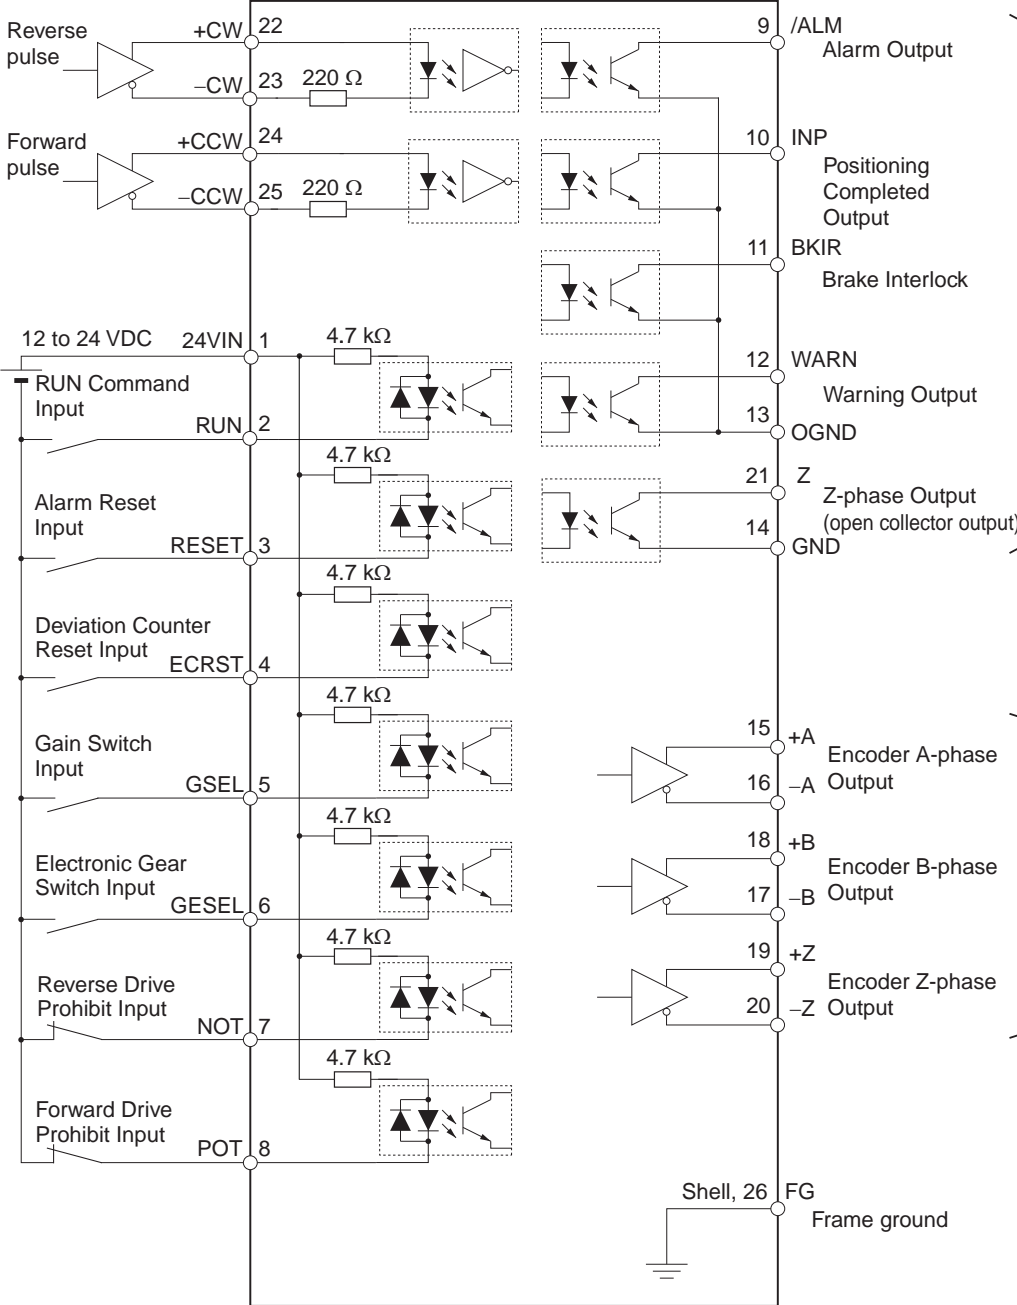 Reverse
pulse
+CW 22
−CW 23 220 Ω
Forward
pulse
+CCW 24
−CCW 25 220 Ω
12 to 24 VDC 24VIN 1 4.7 kΩ
RUN Command
Input
RUN 2
4.7 kΩ
Alarm Reset
Input
RESET 3
4.7 kΩ
Deviation Counter
Reset Input
ECRST 4
4.7 kΩ
Gain Switch
Input
GSEL 5
4.7 kΩ
Electronic Gear
Switch Input
GESEL 6
4.7 kΩ
Reverse Drive
Prohibit Input
NOT 7
4.7 kΩ
Forward Drive
Prohibit Input
POT 8
9 /ALM
Alarm Output
10 INP
Positioning
Completed
Output
11 BKIR
Brake Interlock
12 WARN
Warning Output
13 OGND
21 Z
Z-phase Output
(open collector output)
14 GND
15 +A
Encoder A-phase
Output
16 −A
18 +B
Encoder B-phase
Output
17 −B
19 +Z
Encoder Z-phase
Output
20 −Z
Shell, 26 FG
Frame ground